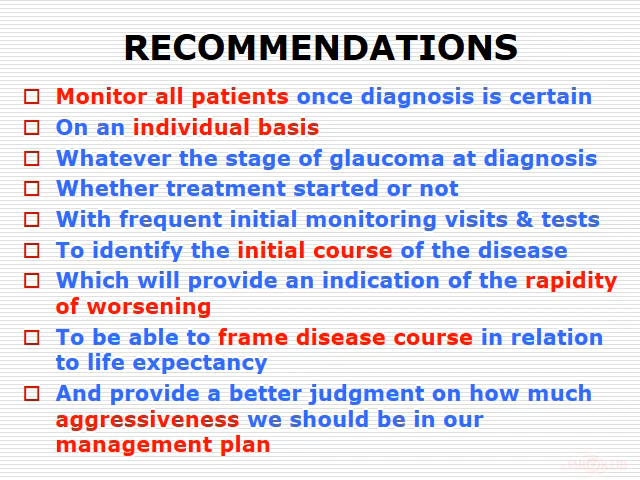 RECOMMENDATIONS
Monitor all patients once diagnosis is certain
On an individual basis
Whatever the stage of glaucoma at diagnosis
Whether treatment started or not
With frequent initial monitoring visits & tests
To identify the initial course of the disease
Which will provide an indication of the rapidity
of worsening
To be able to frame disease course in relation
to life expectancy
And provide a better judgment on how much
aggressiveness we should be in our
management plan